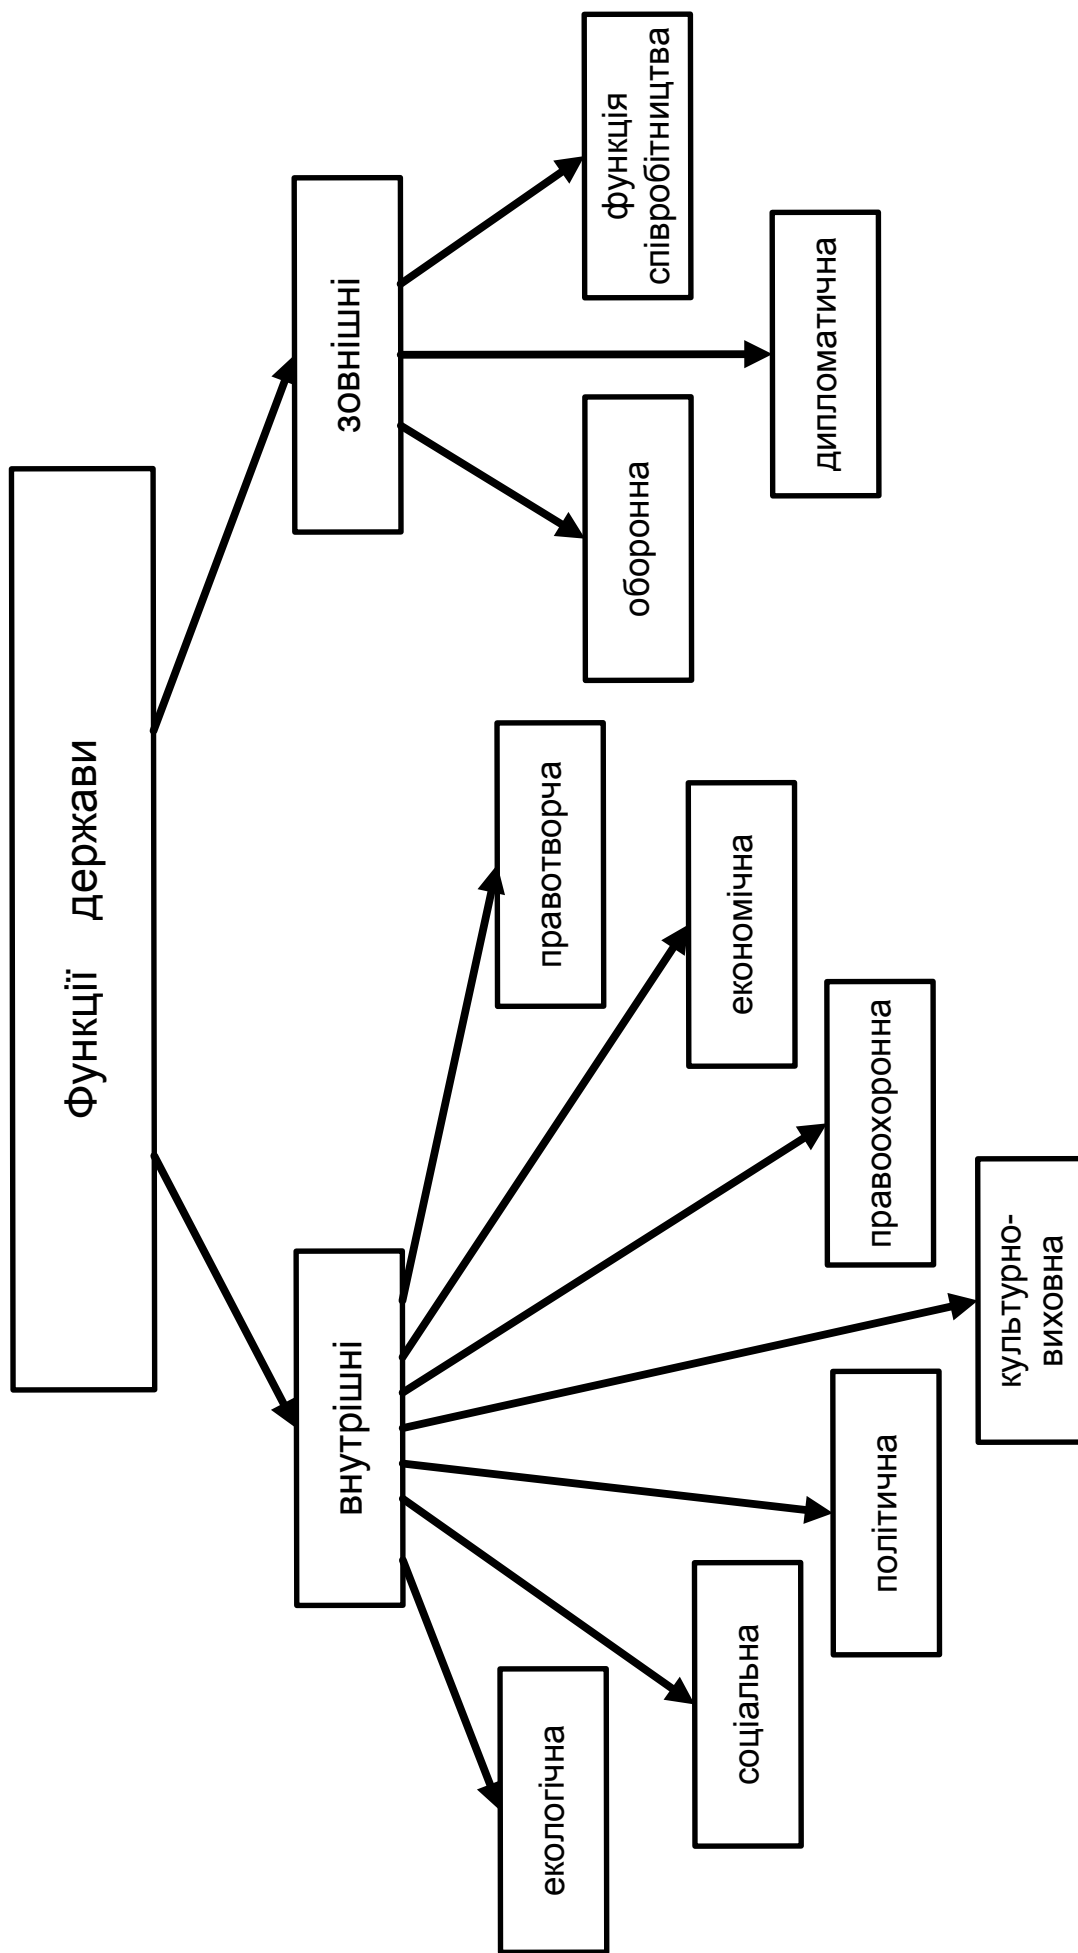 Функції держави
внутрішні
зовнішні
екологічна
соціальна
політична
культурно-
виховна
правоохоронна
економічна
правотворча
оборонна
дипломатична
функція
співробітництва